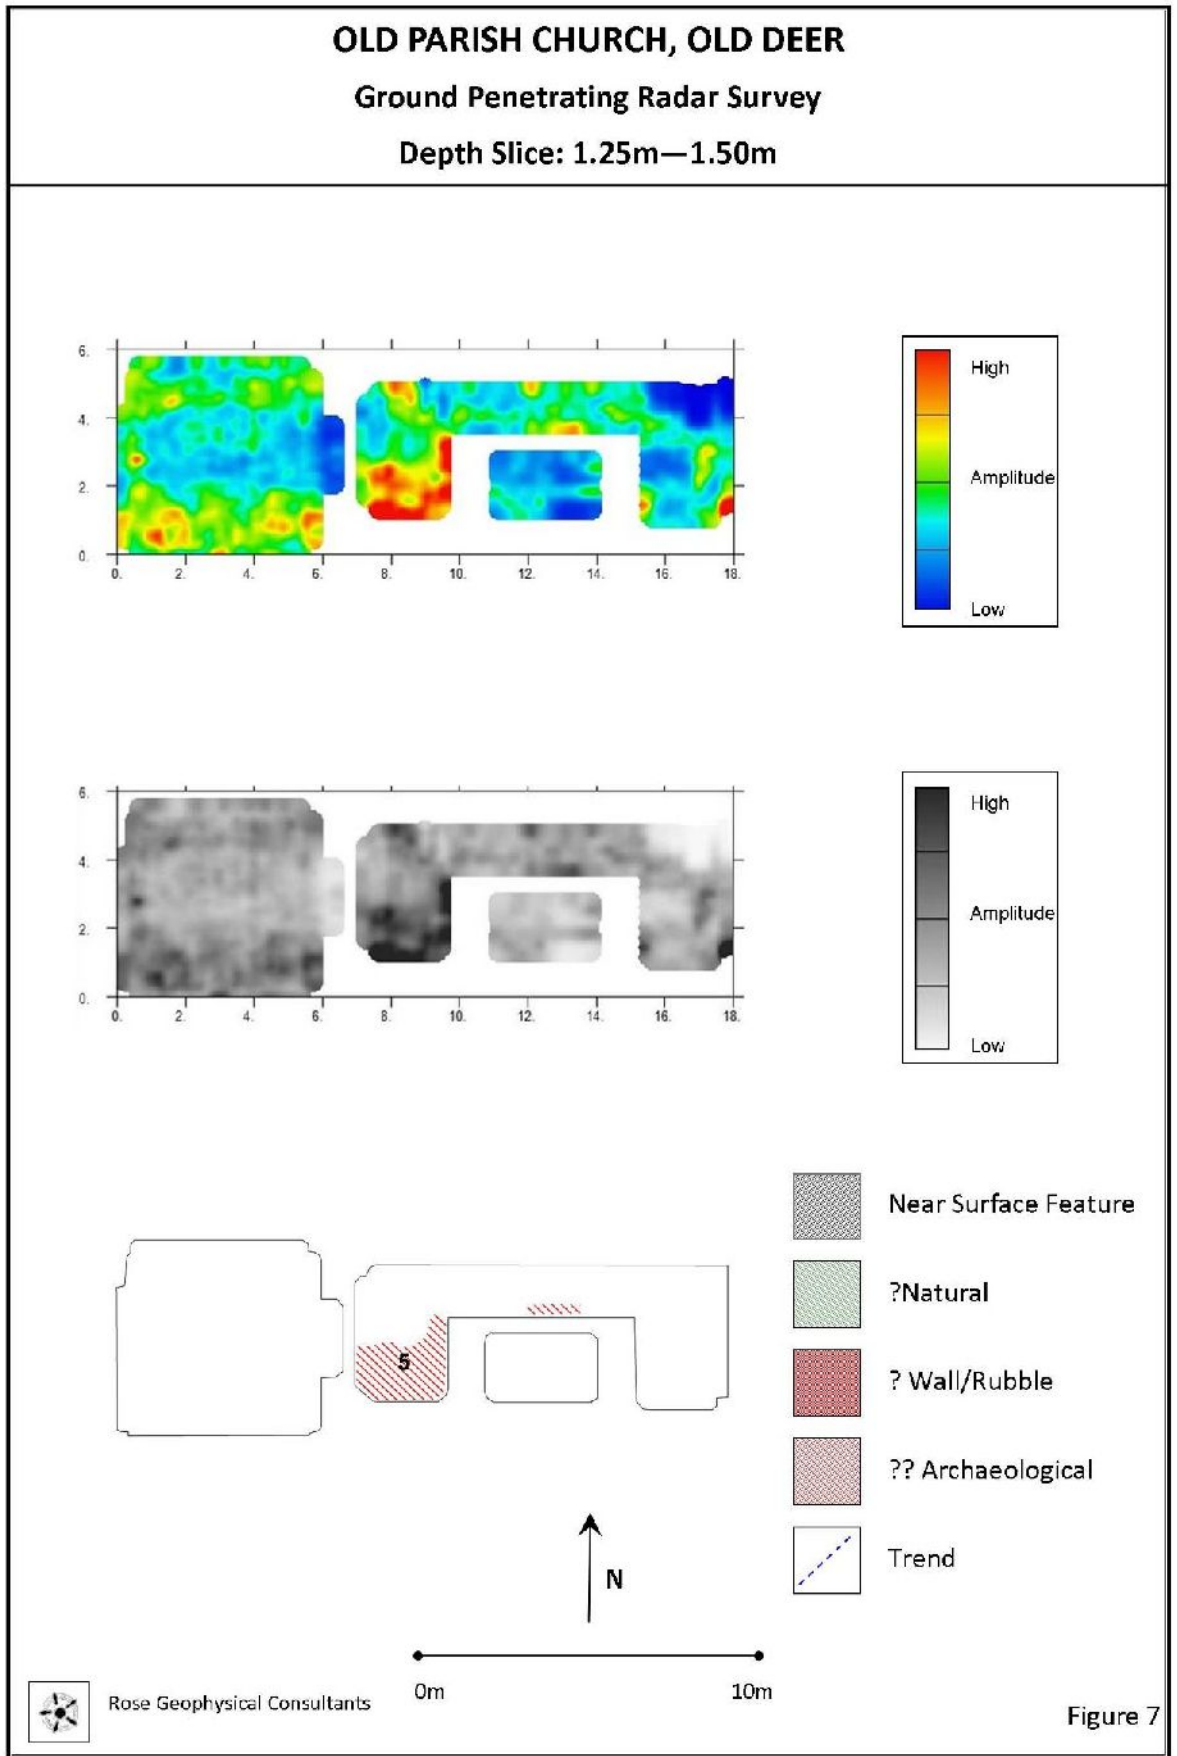 OLD PARISH CHURCH, OLD DEER
Ground Penetrating Radar Survey
Depth Slice: 1.25m—1.50m
6.
4.
2.
0.
0. 2. 4. 6. 8. 10. 12. 14. 16. 18.
High
Amplitude
Low
6.
4.
2.
0.
0. 2. 4. 6. 8. 10. 12. 14. 16. 18.
High
Amplitude
Low
5
Near Surface Feature
?Natural
? Wall/Rubble
?? Archaeological
Trend
N
0m 10m
Rose Geophysical Consultants
Figure 7